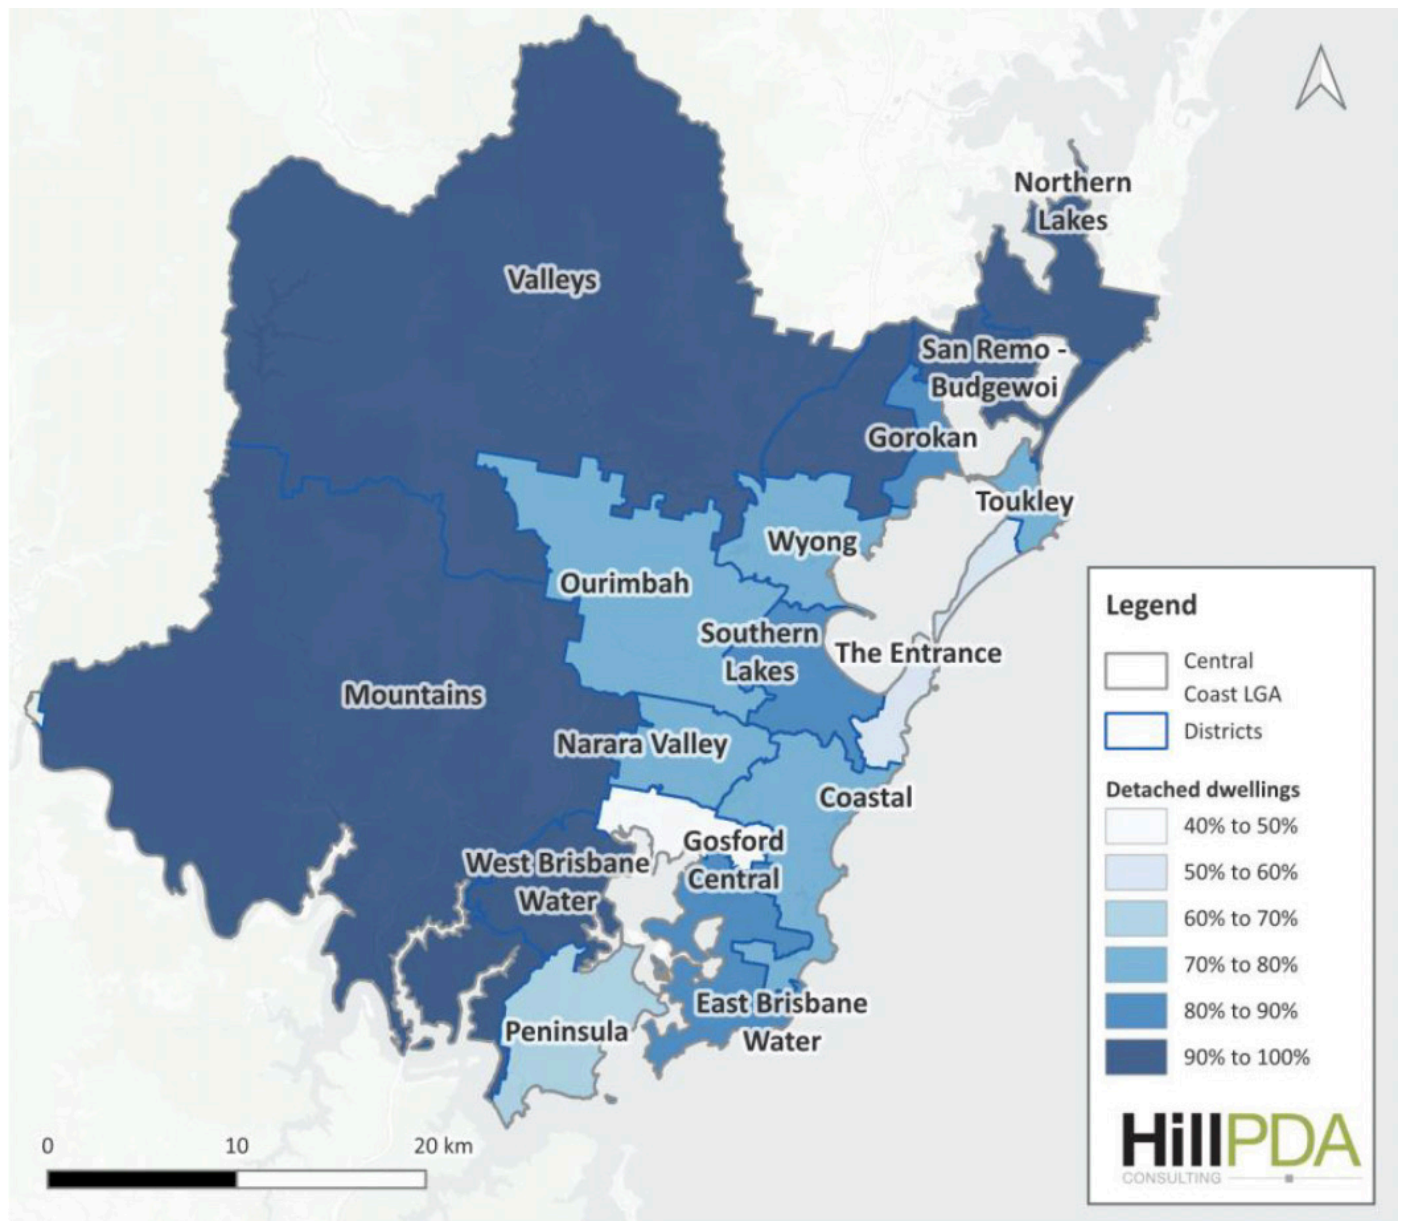 Northern
Lakes
Valleys
San Remo -
Budgewoi
Gorokan
Toukley
Wyong
Ourimbah
Southern
Lakes
The Entrance
Mountains
Narara Valley
Coastal
Gosford
Central
West Brisbane
Water
East Brisbane
Water
Peninsula
0 10 20 km
Legend
Central
Coast LGA
Districts
Detached dwellings
40% to 50%
50% to 60%
60% to 70%
70% to 80%
80% to 90%
90% to 100%
HillPDA
CONSULTING